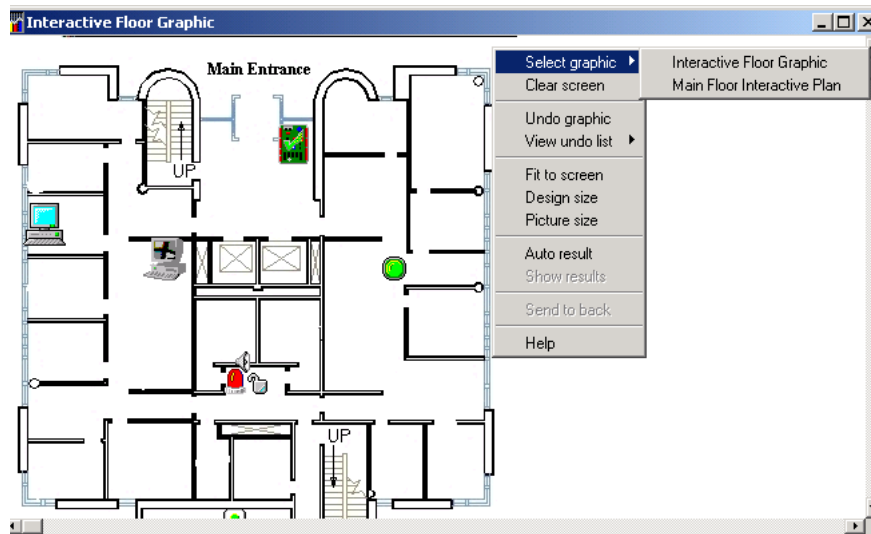 Interactive Floor Graphic
Main Entrance
UP
UP
Select graphic
Clear screen
Undo graphic
View undo list
Fit to screen
Design size
Picture size
Auto result
Show results
Send to back
Help
Interactive Floor Graphic
Main Floor Interactive Plan